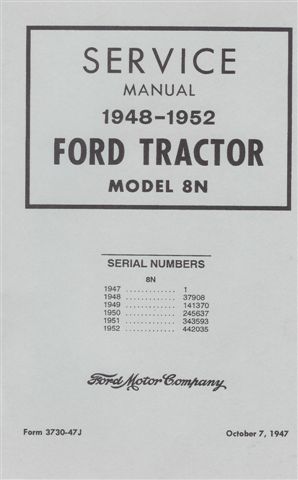 SERVICE
MANUAL
1948-1952
FORD TRACTOR
MODEL 8N
SERIAL NUMBERS
8N
1947 ............ 1
1948 ............ 37908
1949 ............ 141370
1950 ............ 245637
1951 ............ 343593
1952 ............ 442035
Ford Motor Company
Form 3730-47J October 7, 1947